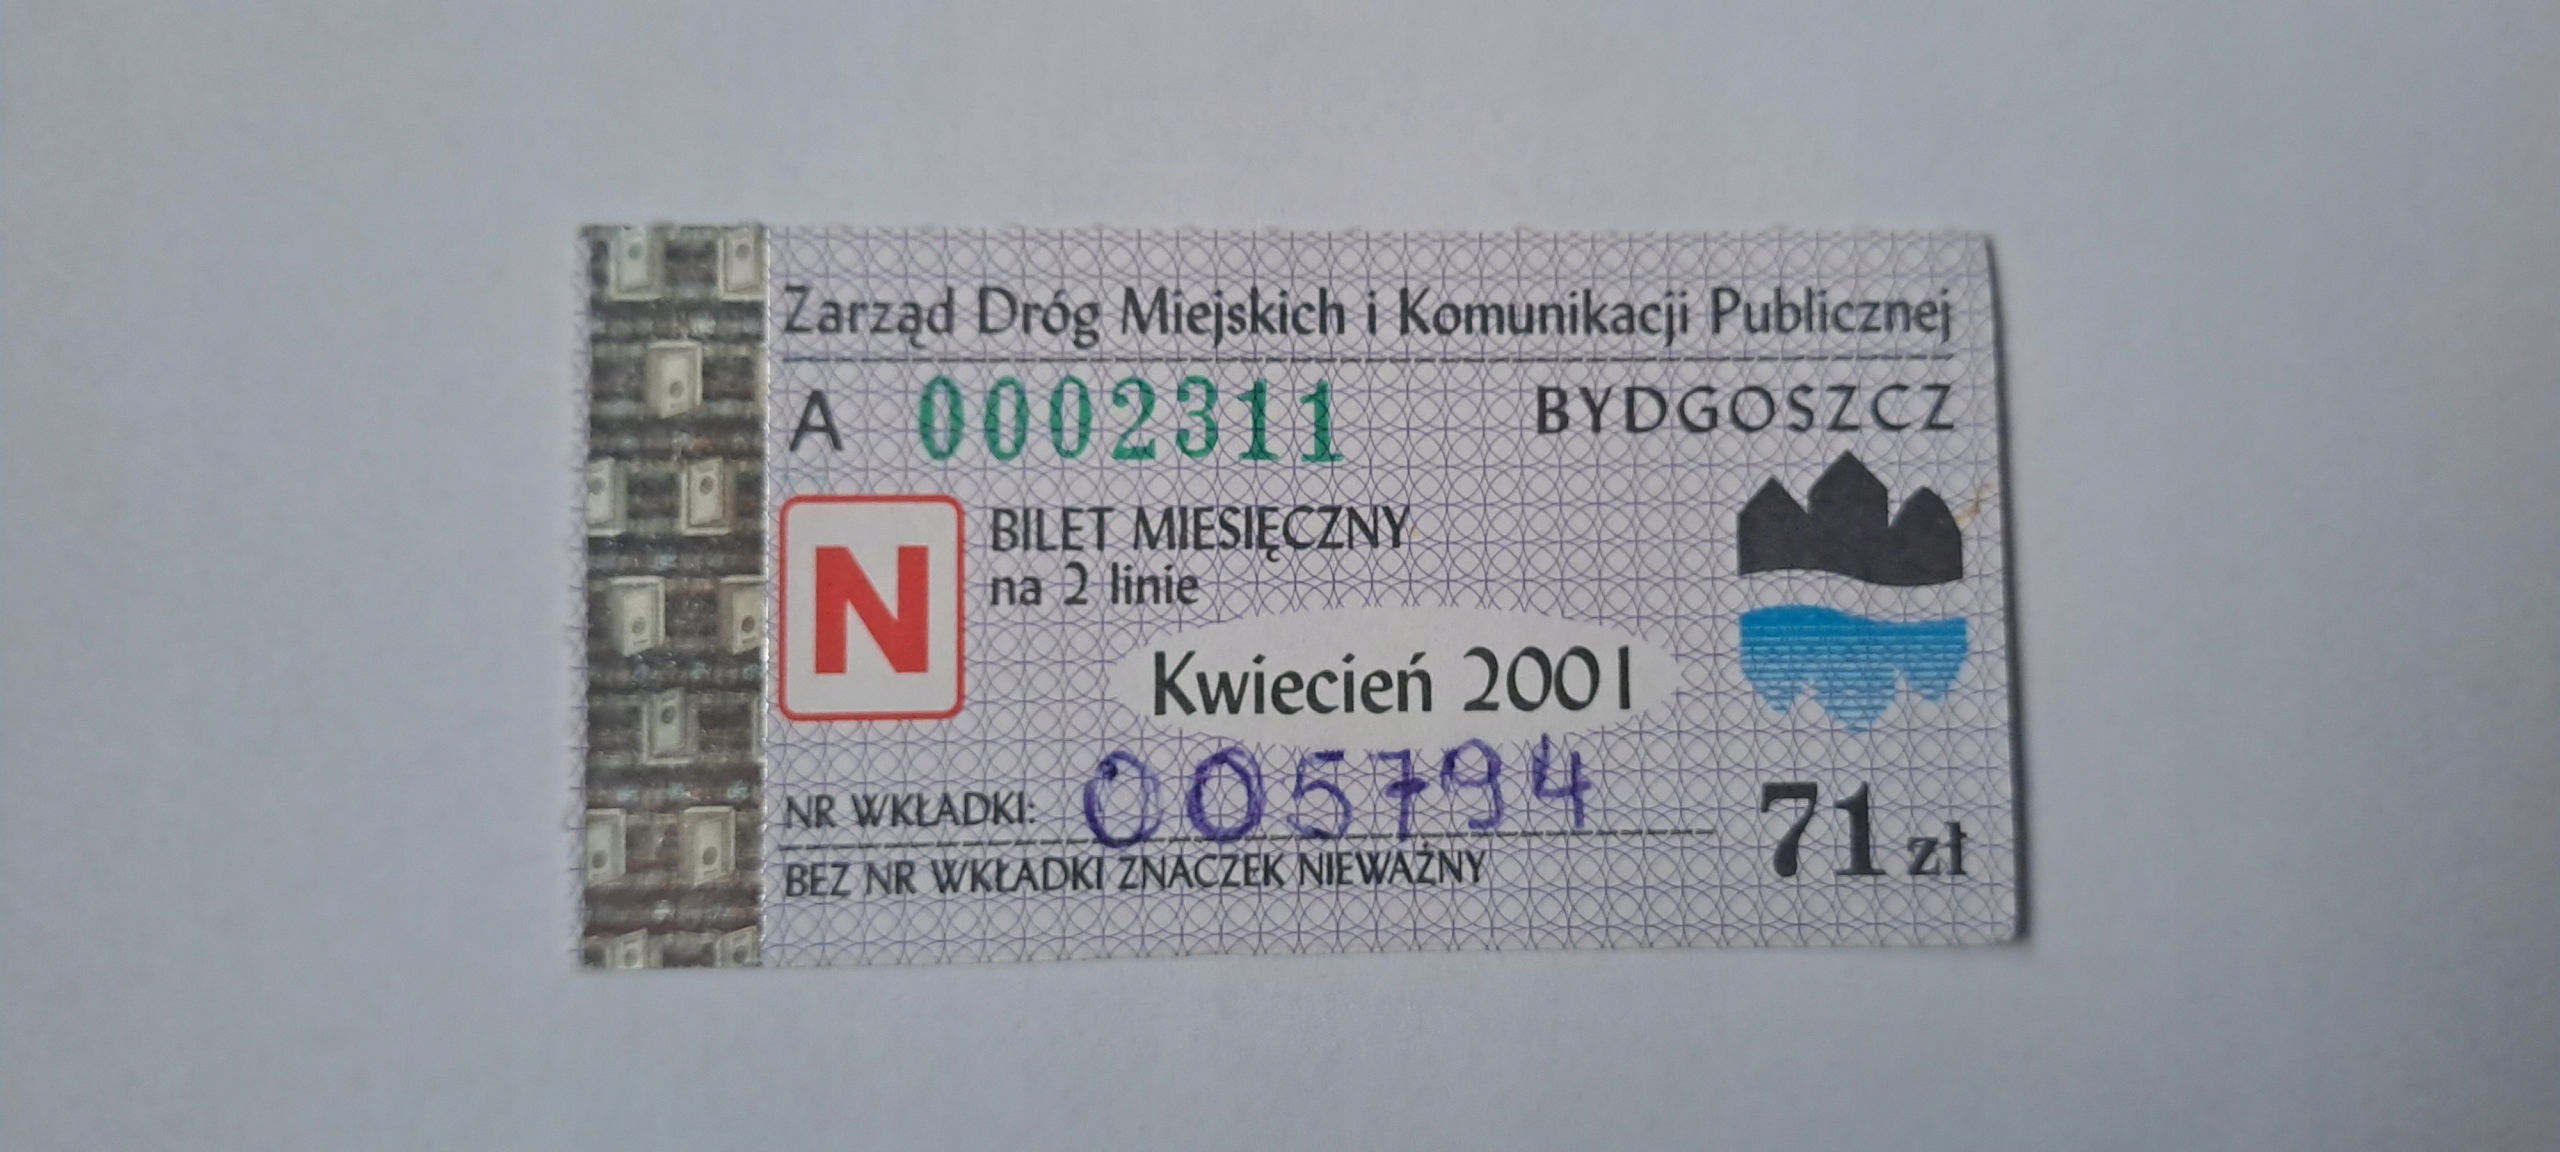 Zarząd Dróg Miejskich i Komunikacji Publicznej
A 0002311 BYDGOSZCZ
N
BILET MIESIĘCZNY
na 2 linie
Kwiecień 2001
NR WKŁADKI: 005794
71 zł
BEZ NR WKŁADKI ZNACZEK NIEWAŻNY